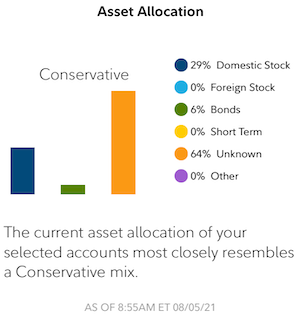 Asset Allocation
Conservative
29% Domestic Stock
0% Foreign Stock
6% Bonds
0% Short Term
64% Unknown
0% Other
The current asset allocation of your
selected accounts most closely resembles
a Conservative mix.
AS OF 8:55AM ET 08/05/21